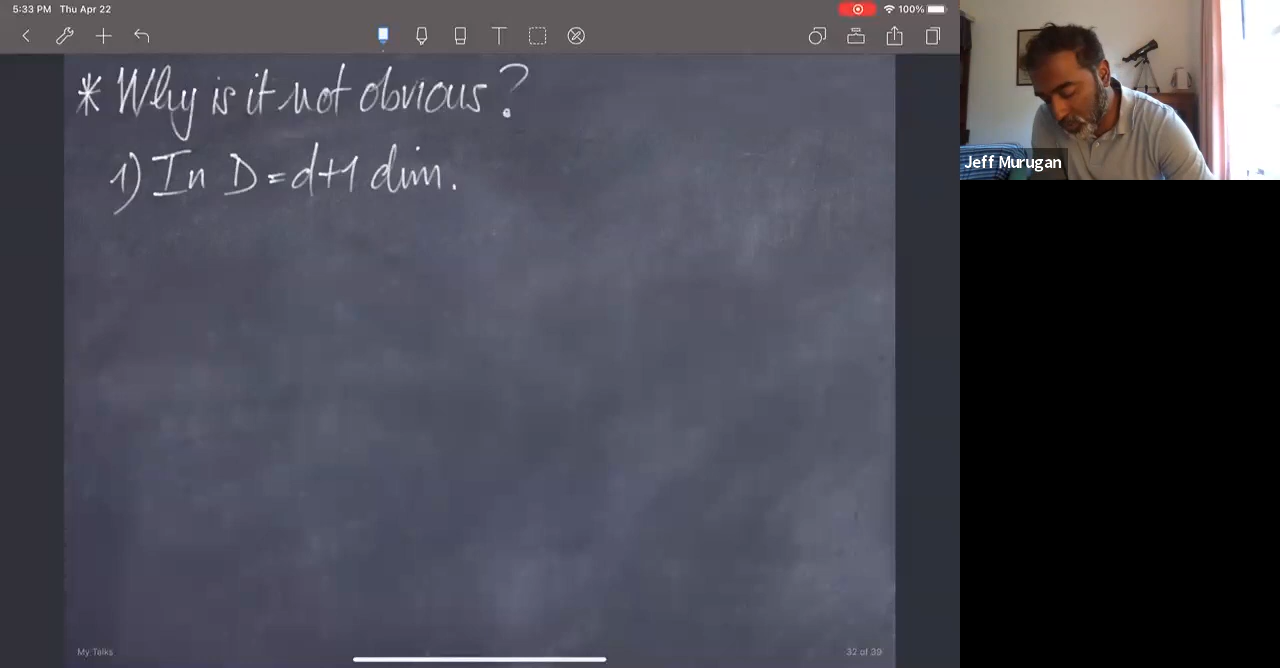 5:33 PM Thu Apr 22
100%
* Why is it not obvious?
1) In D = d+1 dim.
Jeff Murugan
My Talks
32 of 39